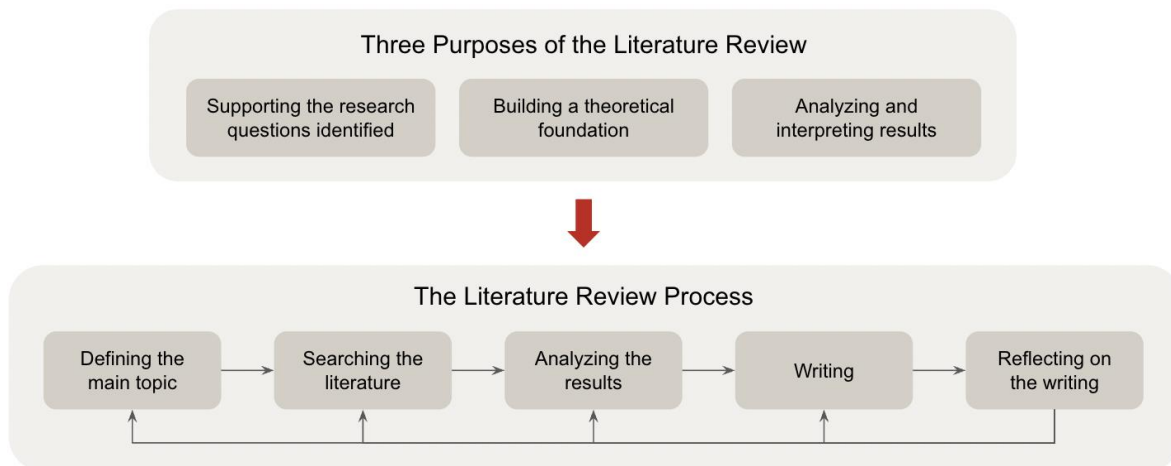 Three Purposes of the Literature Review
Supporting the research
questions identified
Building a theoretical
foundation
Analyzing and
interpreting results
The Literature Review Process
Defining the
main topic
Searching the
literature
Analyzing the
results
Writing
Reflecting on
the writing